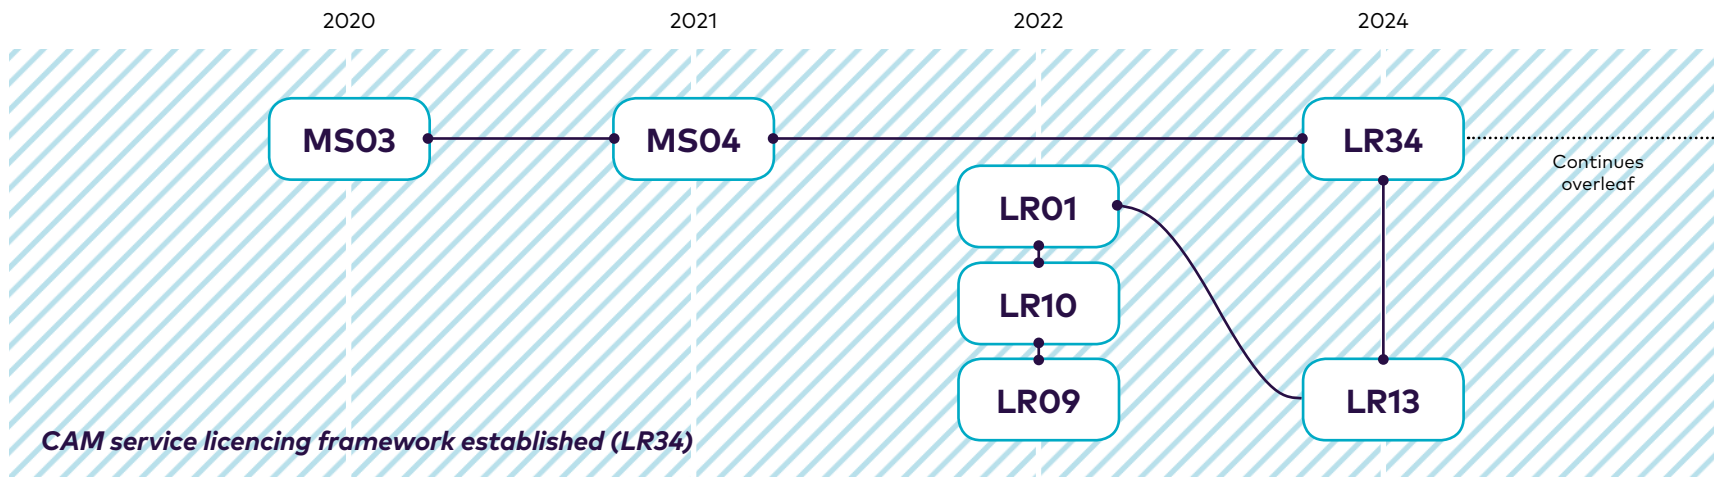 2020 2021 2022 2024
MS03 MS04 LR34
Continues
overleaf
LR01
LR10
LR09 LR13
CAM service licencing framework established (LR34)